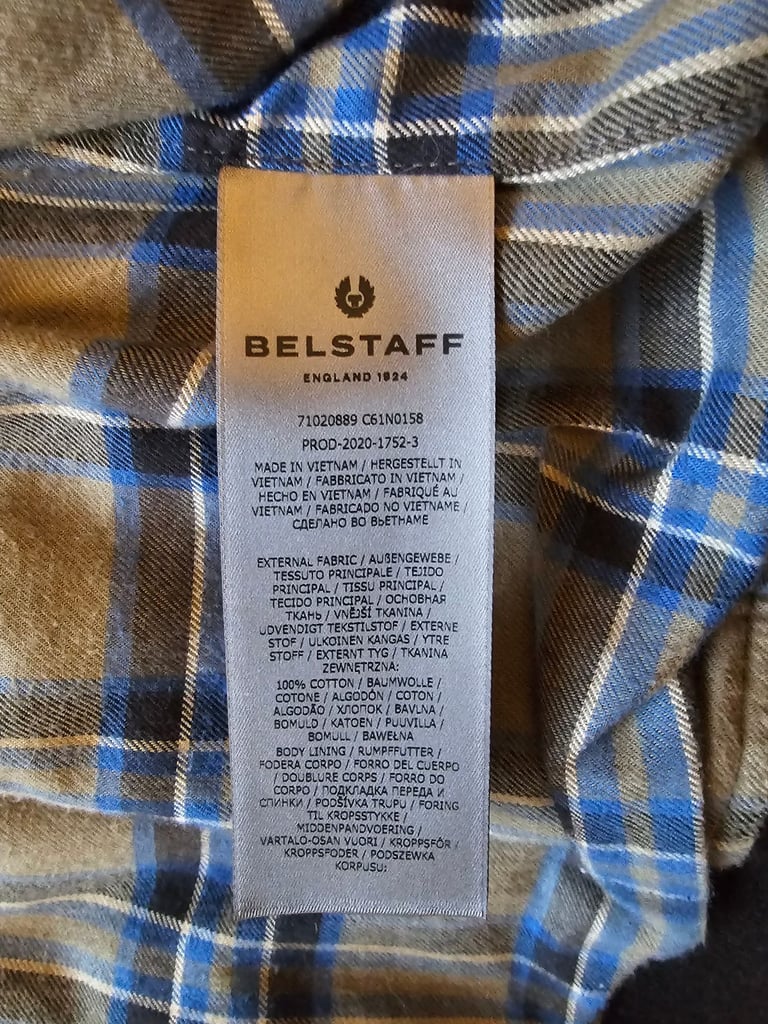 BELSTAFF
ENGLAND 1924
71020889 C61N0158
PROD-2020-1752-3
MADE IN VIETNAM / HERGESTELLT IN
VIETNAM / FABBRICATO IN VIETNAM /
HECHO EN VIETNAM / FABRIQUÉ AU
VIETNAM / FABRICADO NO VIETNAME /
СДЕЛАНО ВО ВЬЕТНАМЕ
EXTERNAL FABRIC / AUßENGEWEBE /
TESSUTO PRINCIPALE / TEJIDO
PRINCIPAL / TISSU PRINCIPAL /
TECIDO PRINCIPAL / ОСНОВНАЯ
ТКАНЬ / VNĚJŠÍ TKANINA /
UDVENDIGT TEKSTILSTOF / EXTERNE
STOF / ULKOINEN KANGAS / YTRE
STOFF / EXTERNT TYG / TKANINA
ZEWNĘTRZNA:
100% COTTON / BAUMWOLLE /
COTONE / ALGODÓN / COTON /
ALGODÃO / ХЛОПОК / BAVLNA /
BOMULD / KATOEN / PUUVILLA /
BOMULL / BAWEŁNA
BODY LINING / RUMPFFUTTER /
FODERA CORPO / FORRO DEL CUERPO
/ DOUBLURE CORPS / FORRO DO
CORPO / ПОДКЛАДКА ПЕРЕДА И
СПИНКИ / PODŠÍVKA TRUPU / FORING
TIL KROPSSTYKKE /
MIDDENPANDVOERING /
VARTALO-OSAN VUORI / KROPPSFÔR /
KROPPSFODER / PODSZEWKA
KORPUSU: